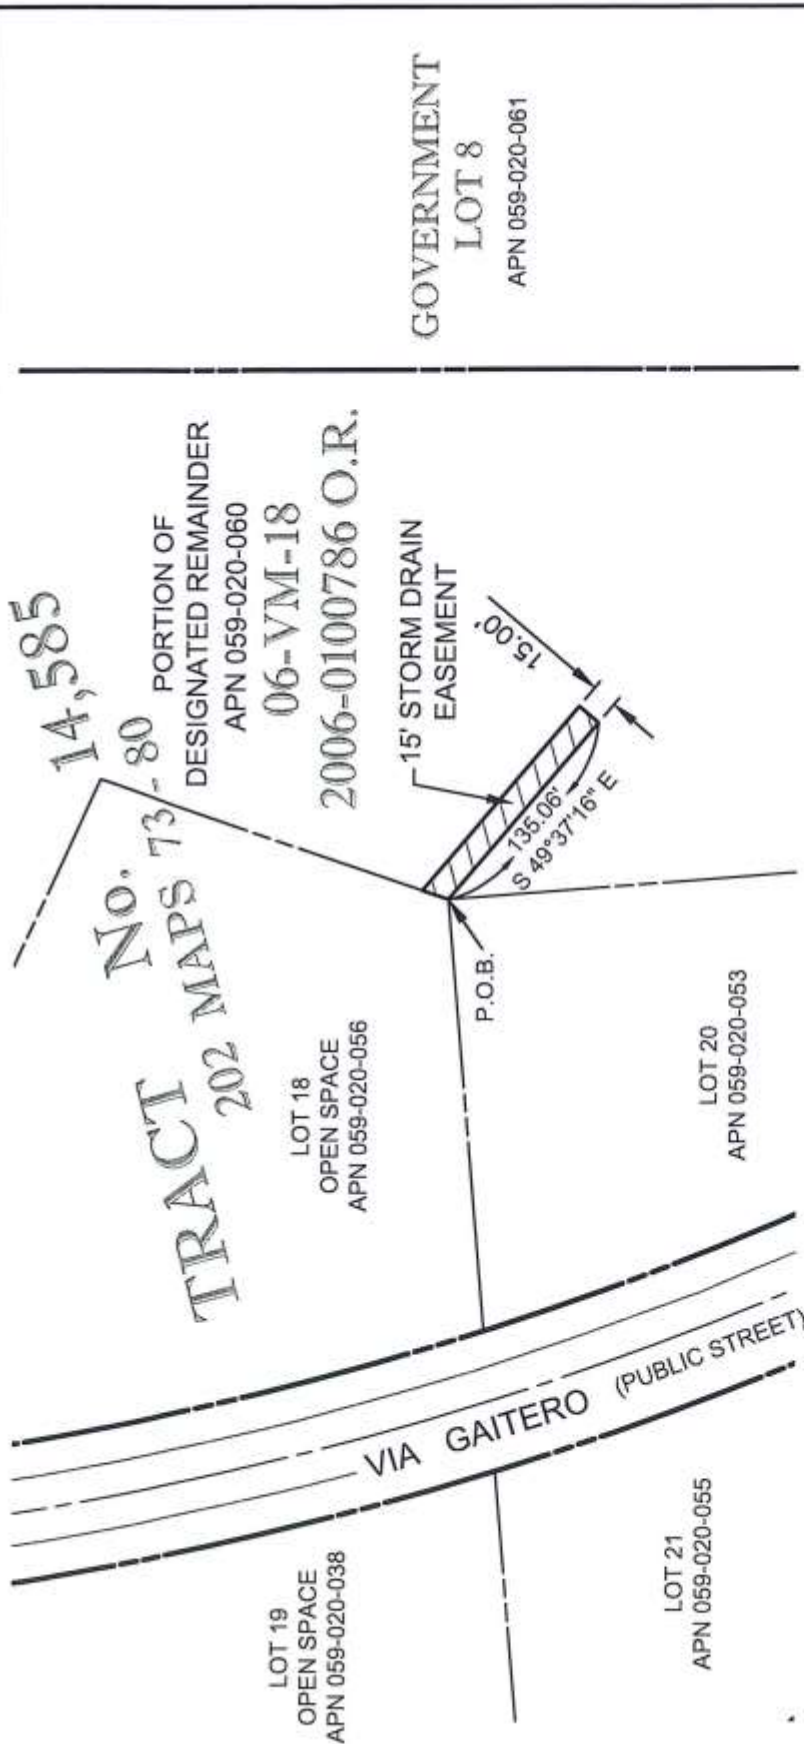 GOVERNMENT
LOT 8
APN 059-020-061
TRACT No. 14,585
202 MAPS 73 - 80
PORTION OF
DESIGNATED REMAINDER
APN 059-020-060
06-VM-18
2006-0100786 O.R.
15' STORM DRAIN
EASEMENT
15.00'
135.06'
S 49°37'16" E
P.O.B.
LOT 18
OPEN SPACE
APN 059-020-056
LOT 20
APN 059-020-053
VIA GAITERO (PUBLIC STREET)
LOT 19
OPEN SPACE
APN 059-020-038
LOT 21
APN 059-020-055